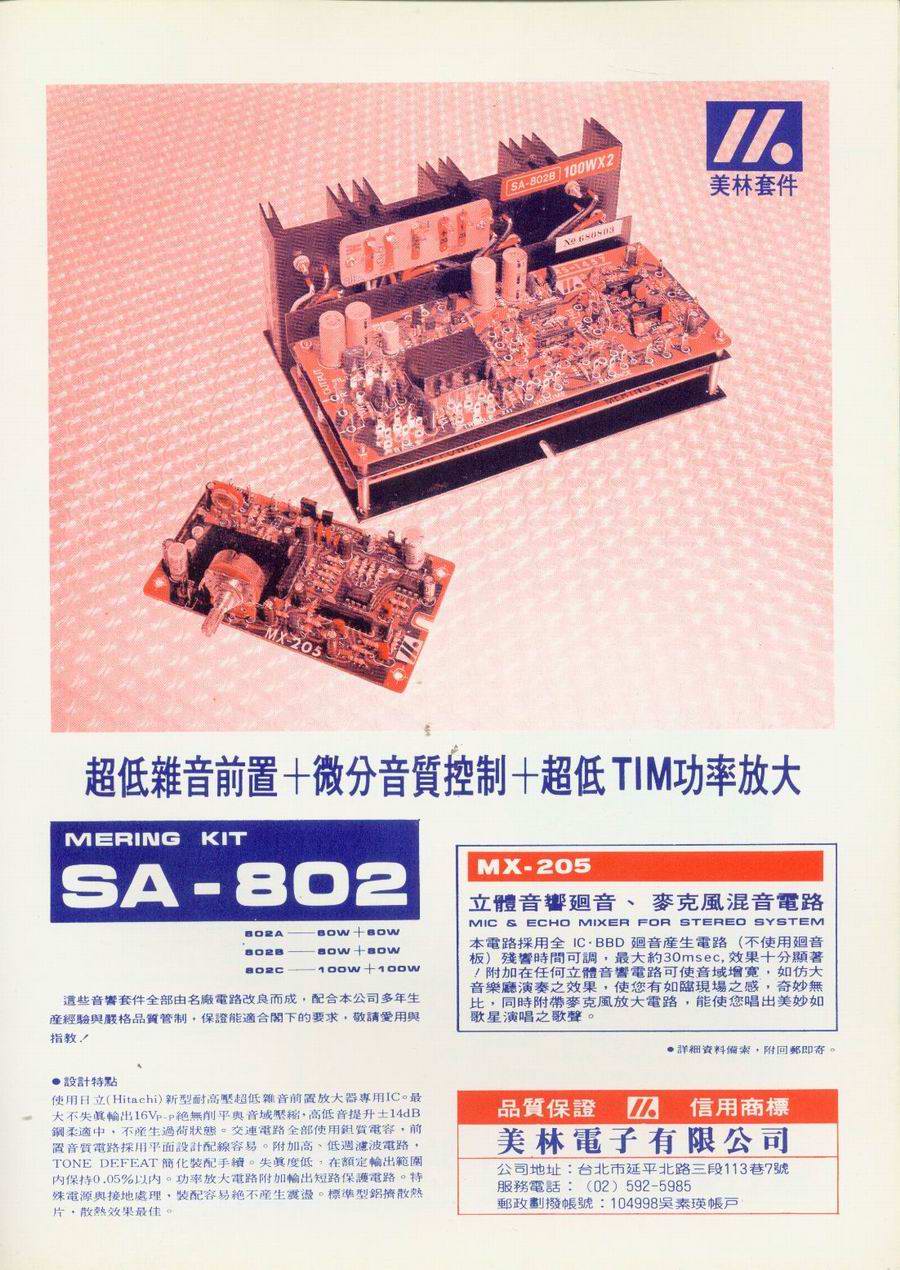 美林套件
SA-802B 100WX2
№ 680803
MX-205
超低雜音前置＋微分音質控制＋超低TIM功率放大
MERING KIT
SA-802
802A——60W＋60W
802B——80W＋80W
802C——100W＋100W
這些音響套件全部由名廠電路改良而成，配合本公司多年生
産經驗與嚴格品質管制，保證能適合閣下的要求，敬請愛用與
指教！
●設計特點
使用日立(Hitachi)新型耐高壓超低雜音前置放大器專用IC。最
大不失眞輸出16VP-P絶無削平與音域壓縮，高低音提升±14dB
鋼柔適中，不産生過荷狀態。交連電路全部使用鉭質電容，前
置音質電路採用平面設計配線容易。附加高、低週濾波電路，
TONE DEFEAT簡化裝配手續。失眞度低，在額定輸出範圍
內保持0.05%以內。功率放大電路附加輸出短路保護電路。特
殊電源與接地處理，裝配容易絶不産生震盪。標準型鋁擠散熱
片，散熱效果最佳。
MX-205
立體音響廻音、麥克風混音電路
MIC & ECHO MIXER FOR STEREO SYSTEM
本電路採用全 IC·BBD 廻音産生電路（不使用廻音
板）殘響時間可調，最大約30msec,效果十分顯著
！附加在任何立體音響電路可使音域增寬，如仿大
音樂廳演奏之效果，使您有如臨現場之感，奇妙無
比，同時附帶麥克風放大電路，能使您唱出美妙如
歌星演唱之歌聲。
●詳細資料備索，附回郵即寄。
品質保證 信用商標
美林電子有限公司
公司地址：台北市延平北路三段113巷7號
服務電話：（02）592-5985
郵政劃撥帳號：104998吳素瑛帳戶